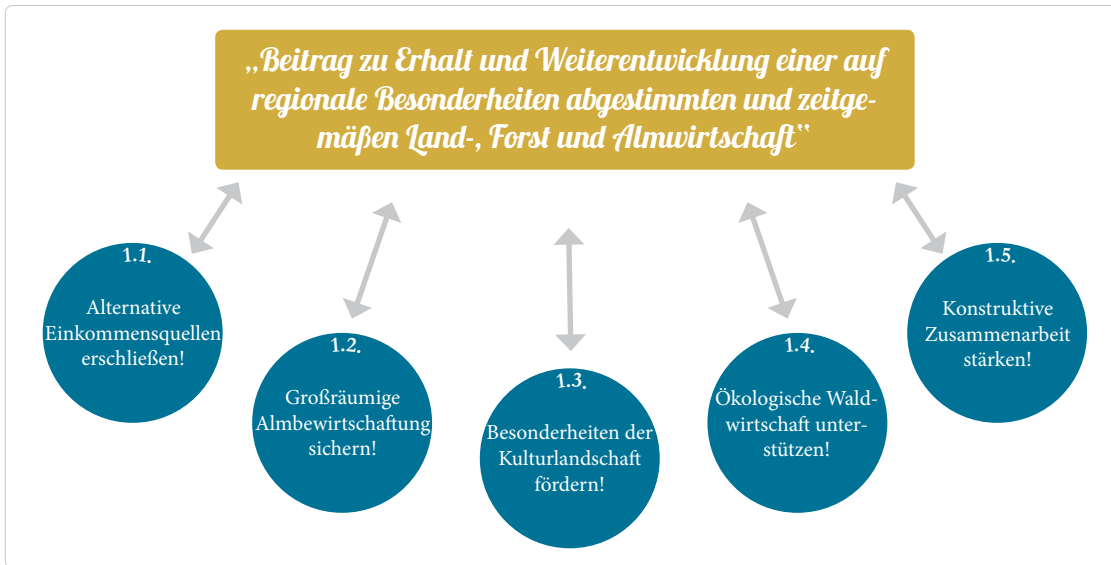 „Beitrag zu Erhalt und Weiterentwicklung einer auf
regionale Besonderheiten abgestimmten und zeitge-
mäßen Land-, Forst und Almwirtschaft“
1.1.
Alternative
Einkommensquellen
erschließen!
1.2.
Großräumige
Almbewirtschaftung
sichern!
1.3.
Besonderheiten der
Kulturlandschaft
fördern!
1.4.
Ökologische Wald-
wirtschaft unter-
stützen!
1.5.
Konstruktive
Zusammenarbeit
stärken!